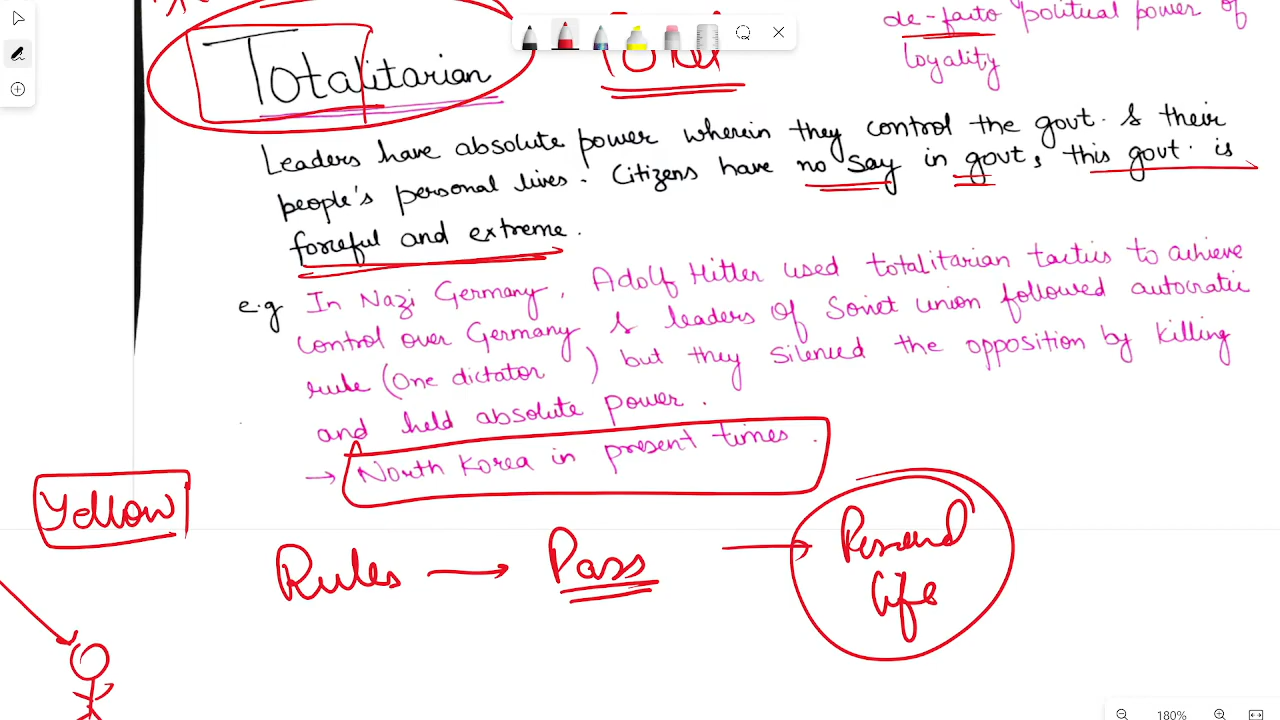 de-facto political power of
loyality
Totalitarian
Total
Leaders have absolute power wherein they control the govt. & their
people's personal lives. Citizens have no say in govt, this govt. is
forceful and extreme.
e.g In Nazi Germany, Adolf Hitler used totalitarian tactics to achieve
control over Germany & leaders of Soviet union followed autocratic
rule (One dictator ) but they silenced the opposition by killing
and held absolute power.
→ North Korea in present times.
Yellow
Rules → Pass → Personal
life
180%